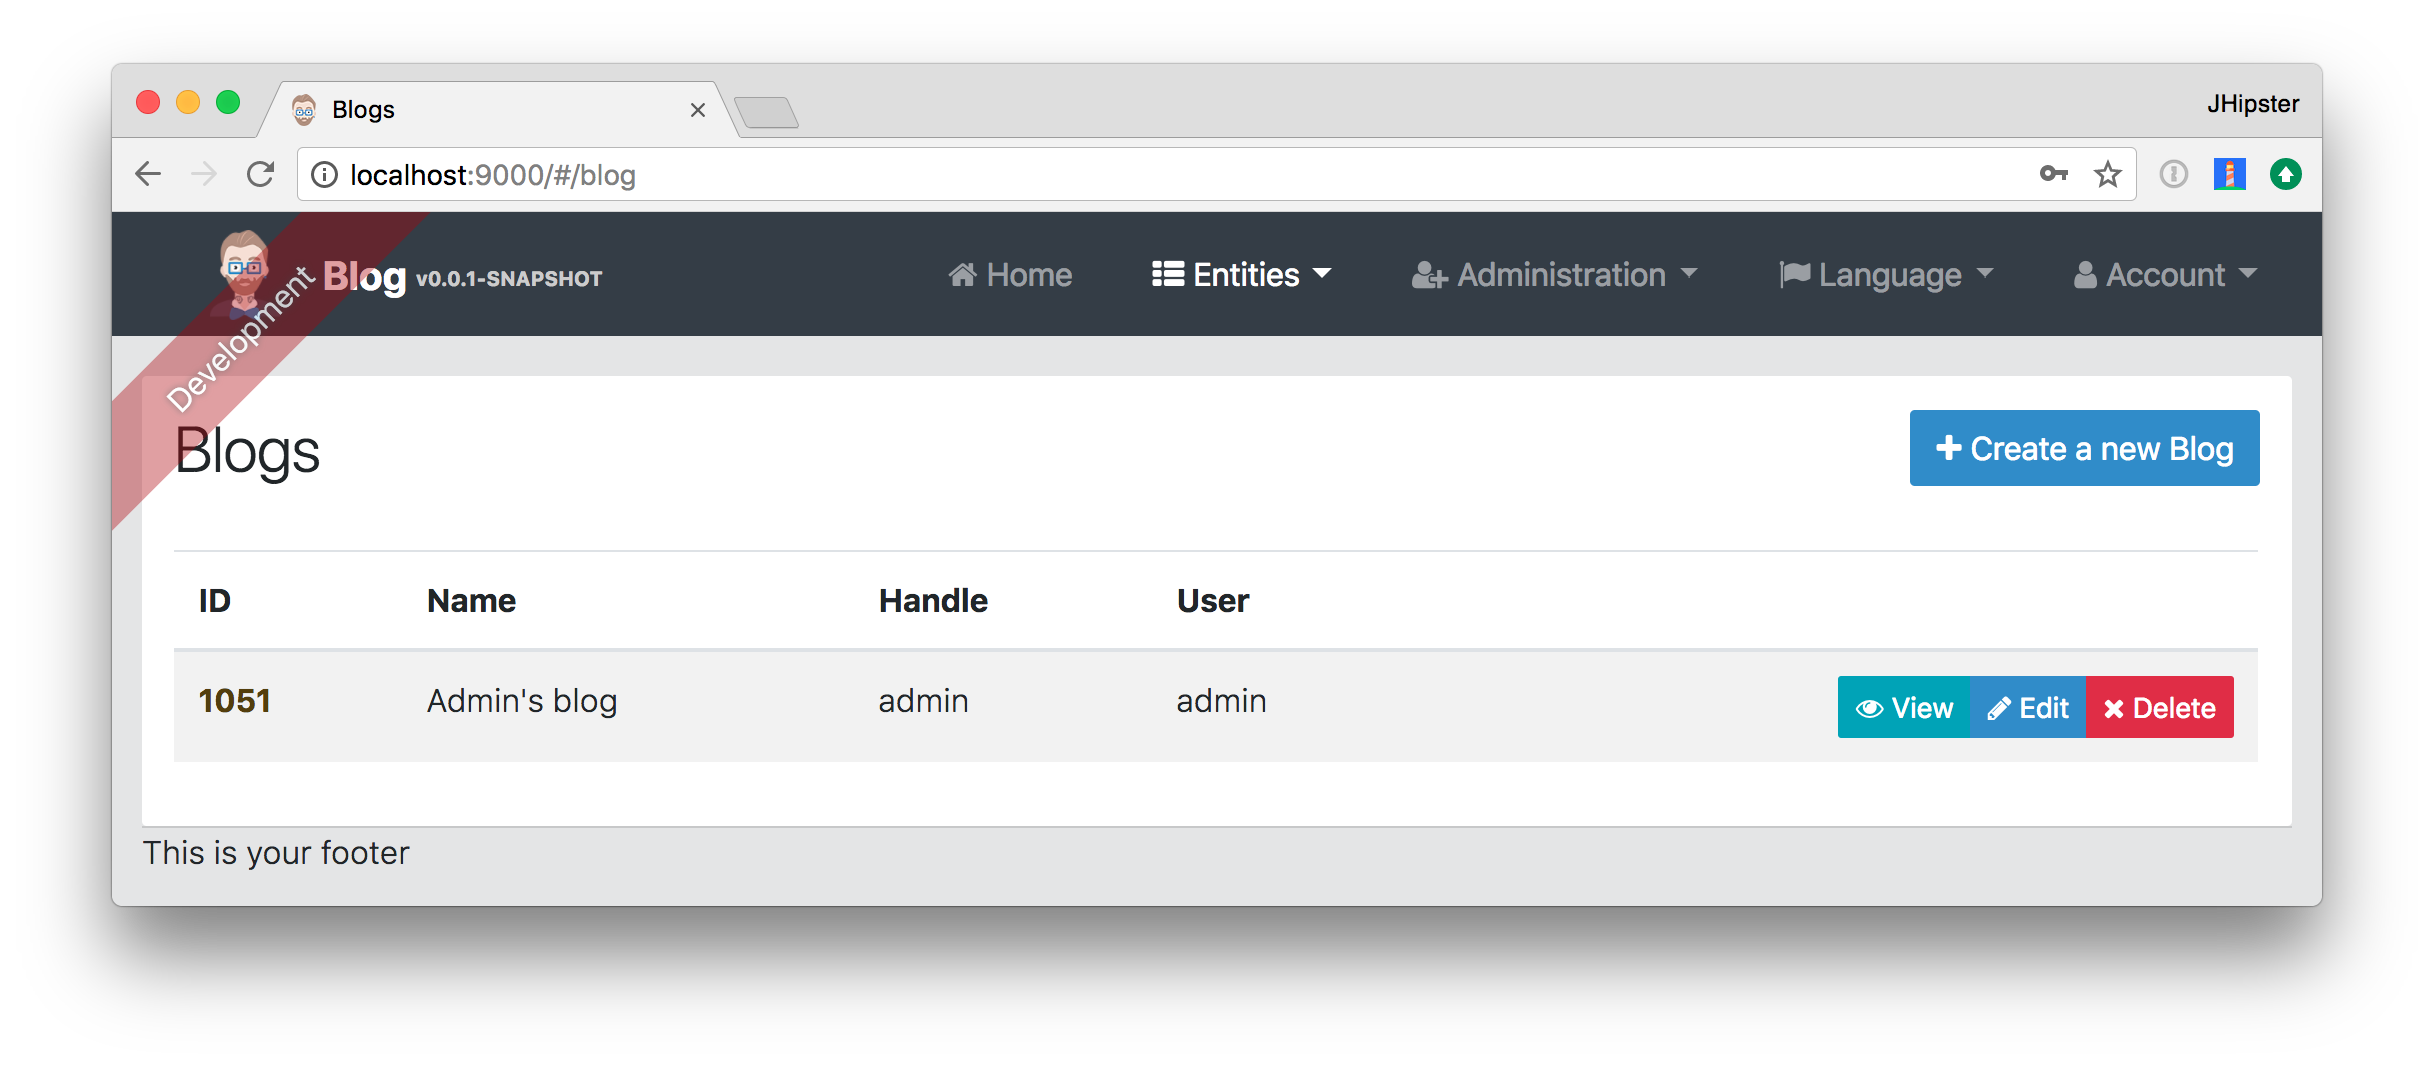 Blogs
JHipster
localhost:9000/#/blog
Development
Blog v0.0.1-SNAPSHOT
Home Entities Administration Language Account
Blogs
Create a new Blog
ID Name Handle User
1051 Admin's blog admin admin View Edit Delete
This is your footer